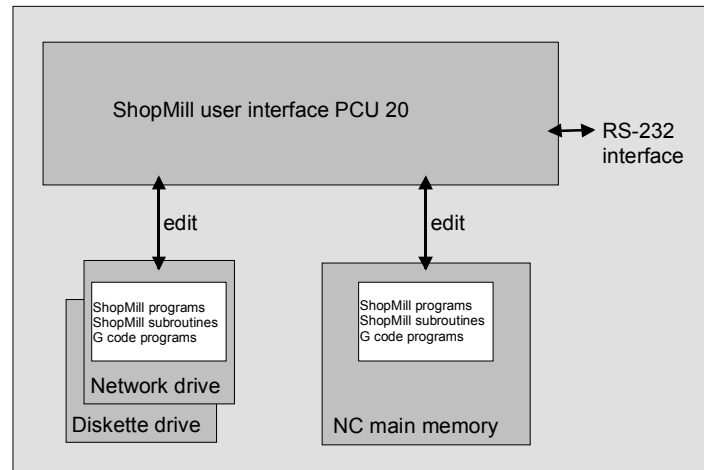 ShopMill user interface PCU 20
RS-232
interface
edit
edit
ShopMill programs
ShopMill subroutines
G code programs
Network drive
Diskette drive
ShopMill programs
ShopMill subroutines
G code programs
NC main memory